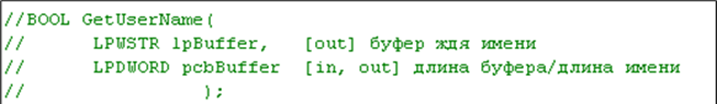 //BOOL GetUserName(
// LPWSTR lpBuffer, [out] буфер ждя имени
// LPDWORD pcbBuffer [in, out] длина буфера/длина имени
// );